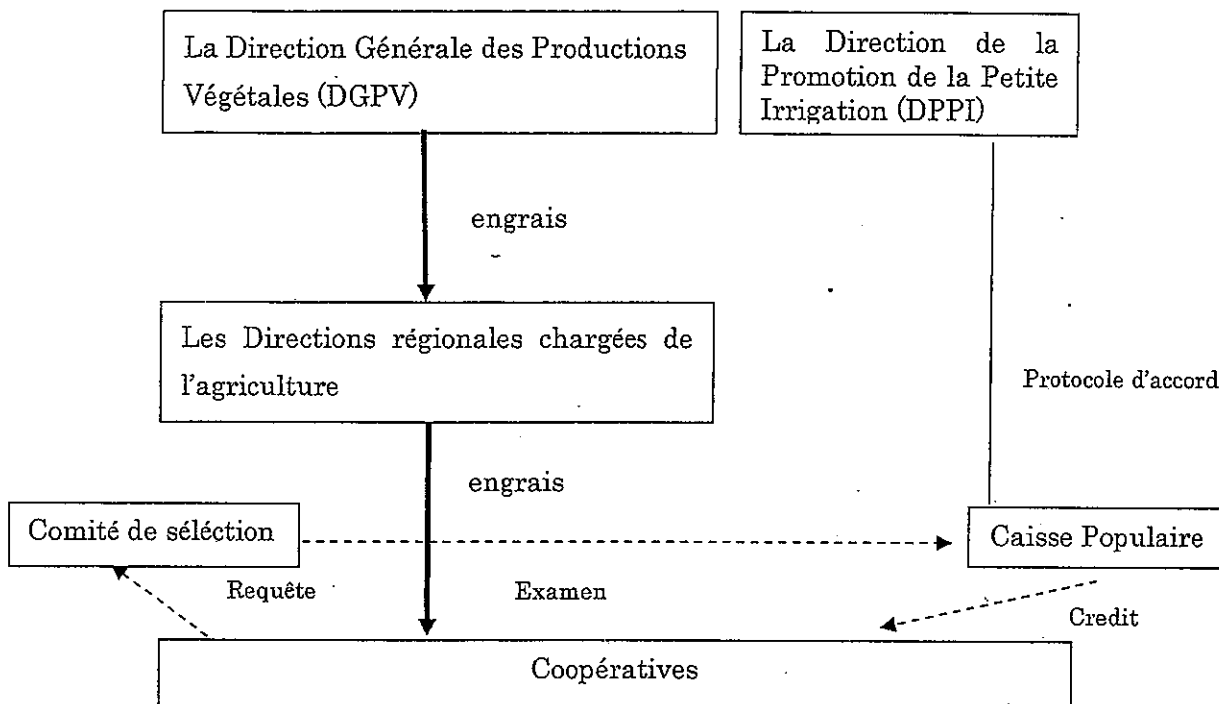 La Direction Générale des Productions
Végétales (DGPV)
La Direction de la
Promotion de la Petite
Irrigation (DPPI)
engrais
Les Directions régionales chargées de
l'agriculture
Protocole d'accord
engrais
Comité de séléction
Caisse Populaire
Requête
Examen
Credit
Coopératives